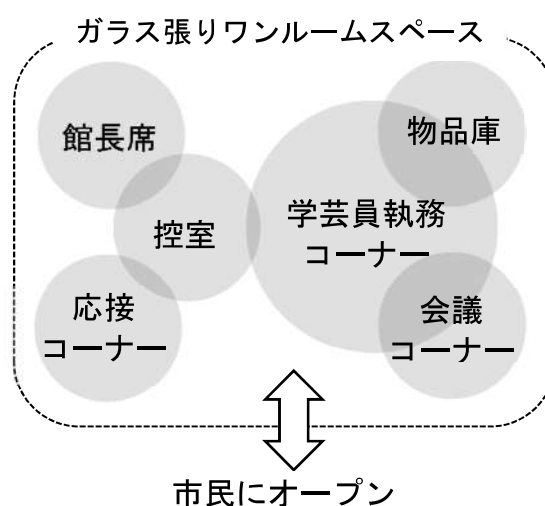 ガラス張りワンルームスペース
館長席
物品庫
控室
学芸員執務
コーナー
応接
コーナー
会議
コーナー
市民にオープン